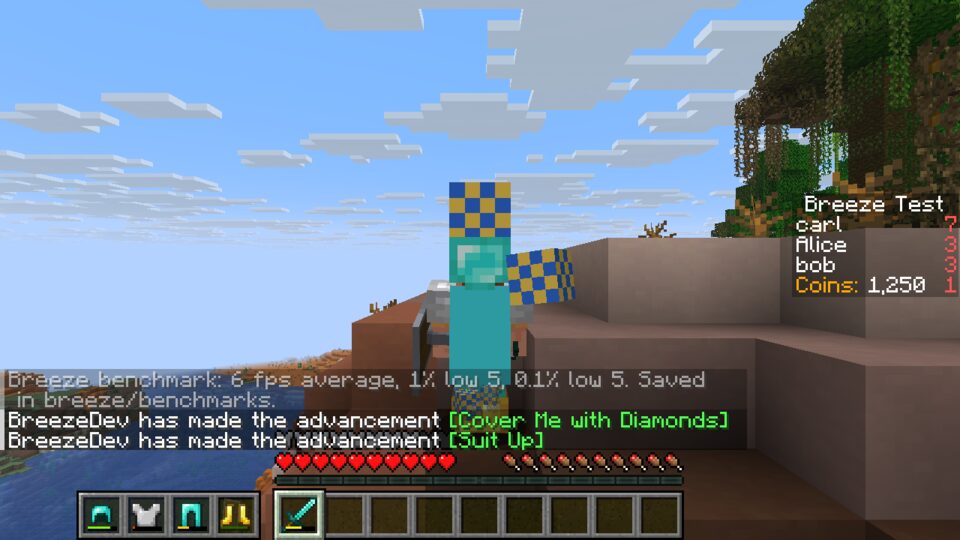 Breeze Test
carl 7
Alice 3
bob 3
Coins: 1,250 1
Breeze benchmark: 6 fps average, 1% low 5, 0.1% low 5. Saved
in breeze/benchmarks.
BreezeDev has made the advancement [Cover Me with Diamonds]
BreezeDev has made the advancement [Suit Up]